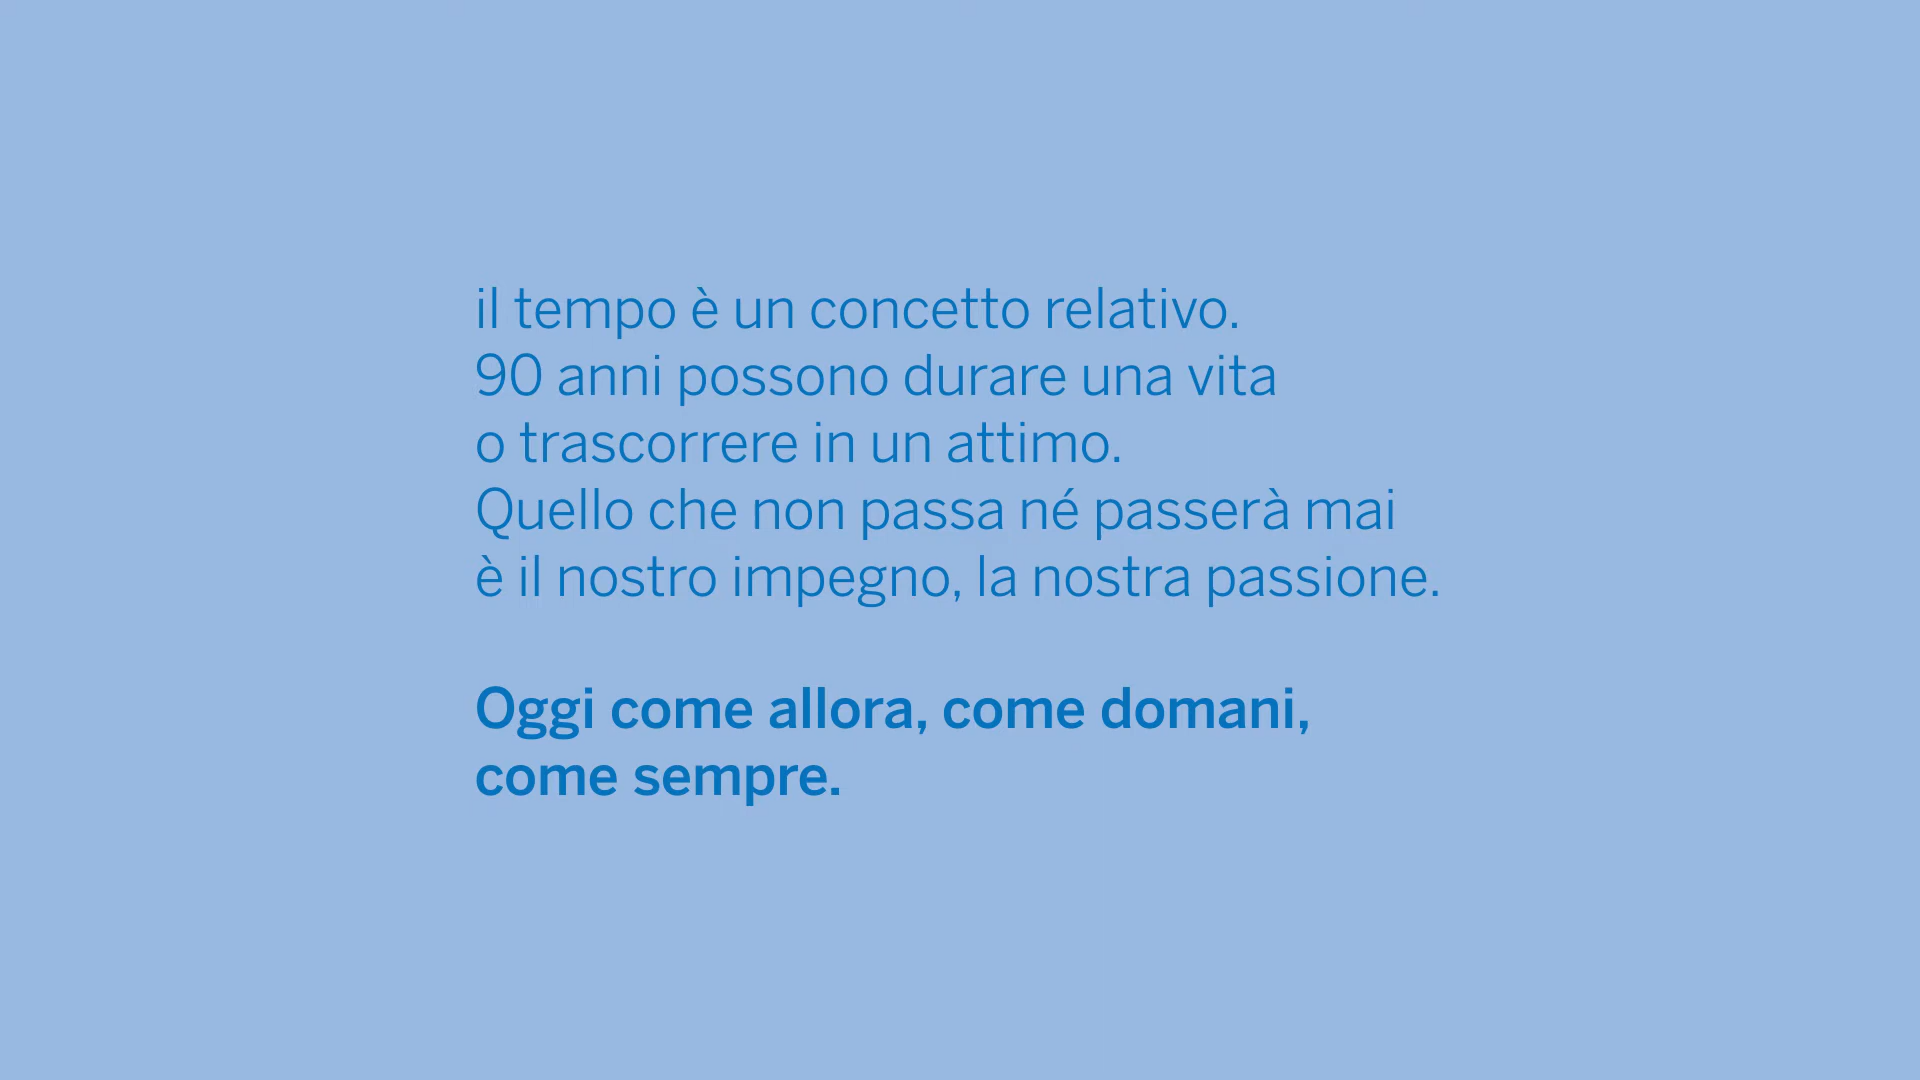 il tempo è un concetto relativo.
90 anni possono durare una vita
o trascorrere in un attimo.
Quello che non passa né passerà mai
è il nostro impegno, la nostra passione.
Oggi come allora, come domani,
come sempre.